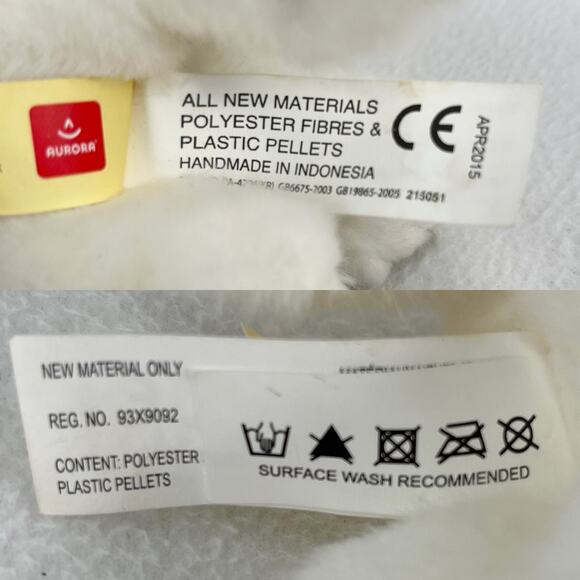 AURORA
ALL NEW MATERIALS
POLYESTER FIBRES &
PLASTIC PELLETS
HANDMADE IN INDONESIA
GB6675-2003 GB19865-2005 215061
CE
APR2015
NEW MATERIAL ONLY
REG. NO. 93X9092
CONTENT: POLYESTER
PLASTIC PELLETS
SURFACE WASH RECOMMENDED